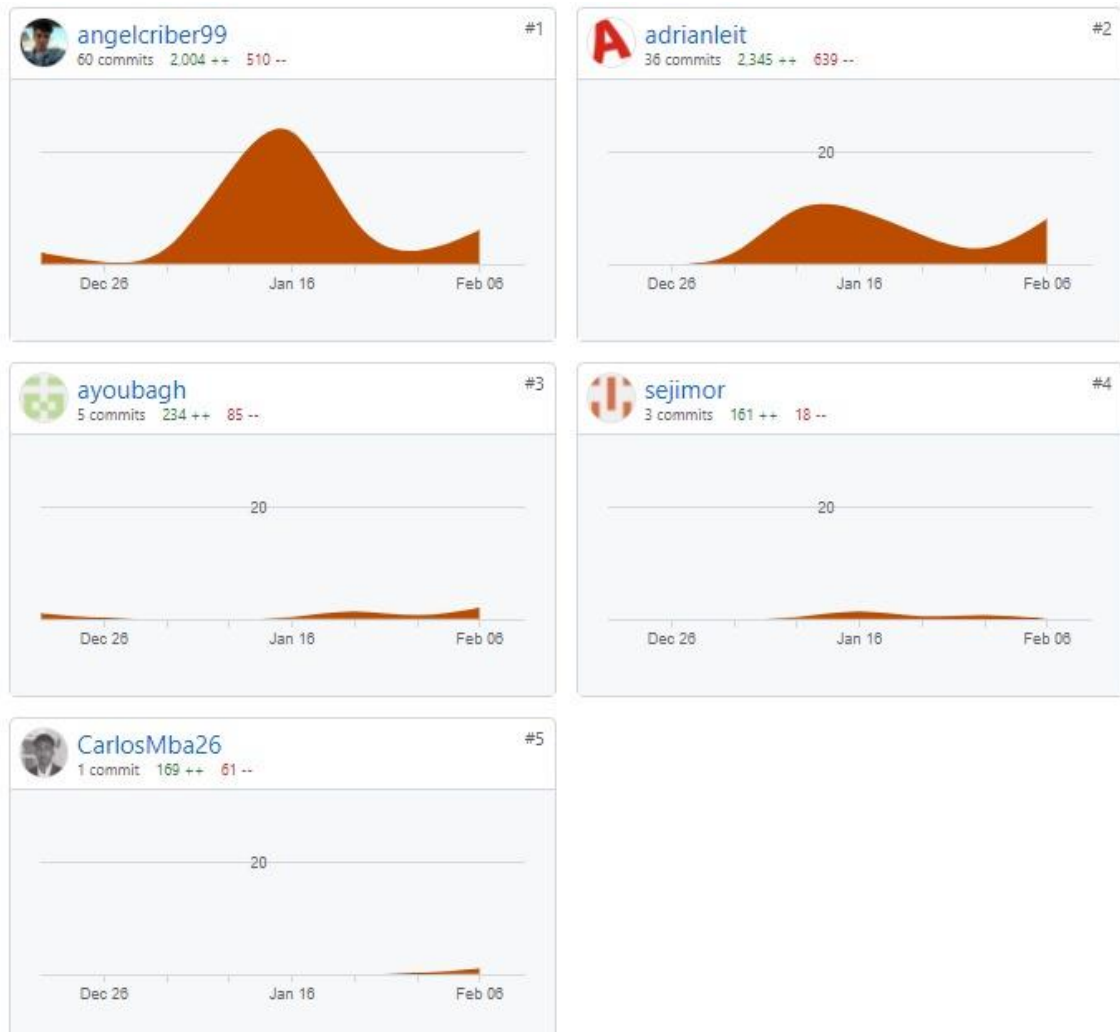 angelcriber99 #1
60 commits 2,004 ++ 510 --
Dec 26 Jan 16 Feb 06
adrianleit #2
36 commits 2,345 ++ 639 --
20
Dec 26 Jan 16 Feb 06
ayoubagh #3
5 commits 234 ++ 85 --
20
Dec 26 Jan 16 Feb 06
sejimor #4
3 commits 161 ++ 18 --
20
Dec 26 Jan 16 Feb 06
CarlosMba26 #5
1 commit 169 ++ 61 --
20
Dec 26 Jan 16 Feb 06